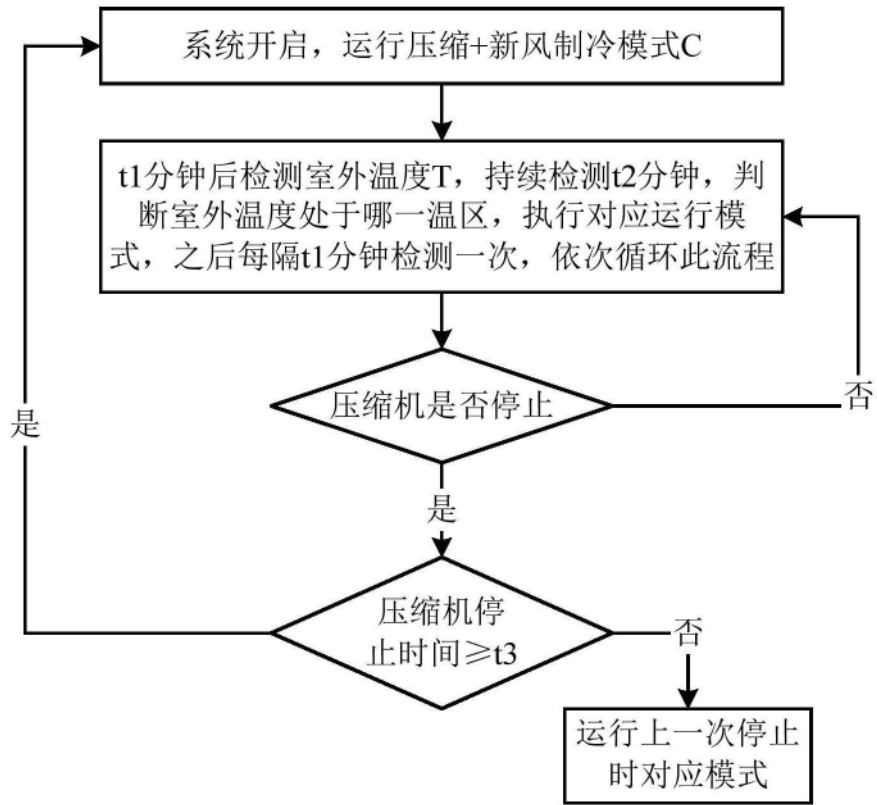 系统开启，运行压缩+新风制冷模式C
t1分钟后检测室外温度T，持续检测t2分钟，判
断室外温度处于哪一温区，执行对应运行模
式，之后每隔t1分钟检测一次，依次循环此流程
压缩机是否停止
否
是
是
压缩机停
止时间≥t3
否
运行上一次停止
时对应模式